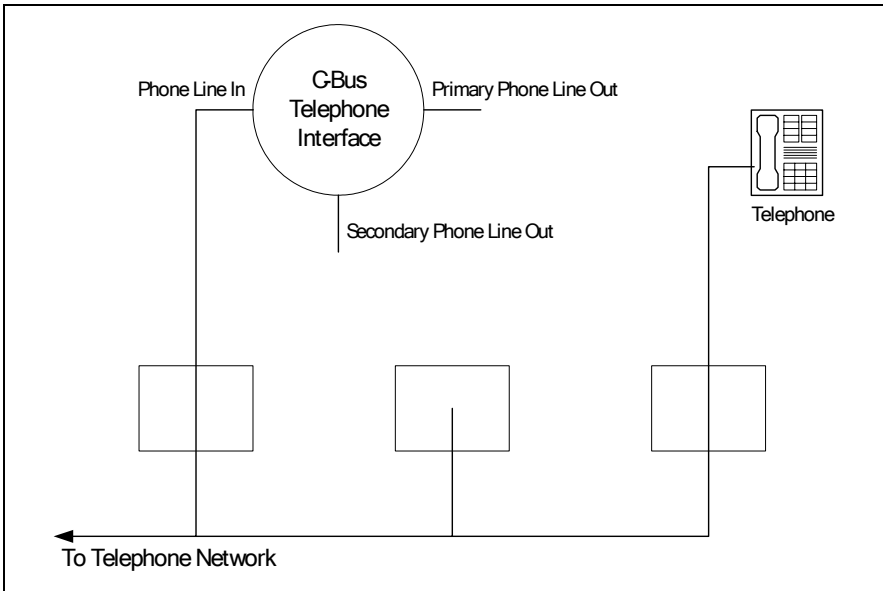 C-Bus
Telephone
Interface
Phone Line In
Primary Phone Line Out
Secondary Phone Line Out
Telephone
To Telephone Network